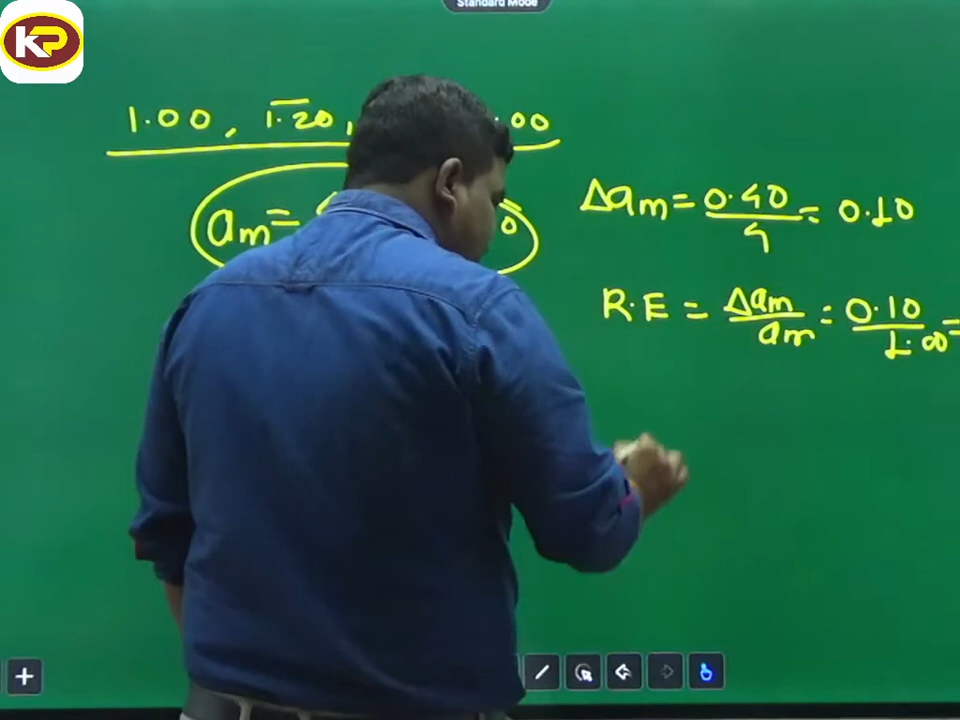 Standard Mode
KP
1.00, 1.20, .00
am = 0
Δam = 0.40/4 = 0.10
R.E = Δam/am = 0.10/1.00 =